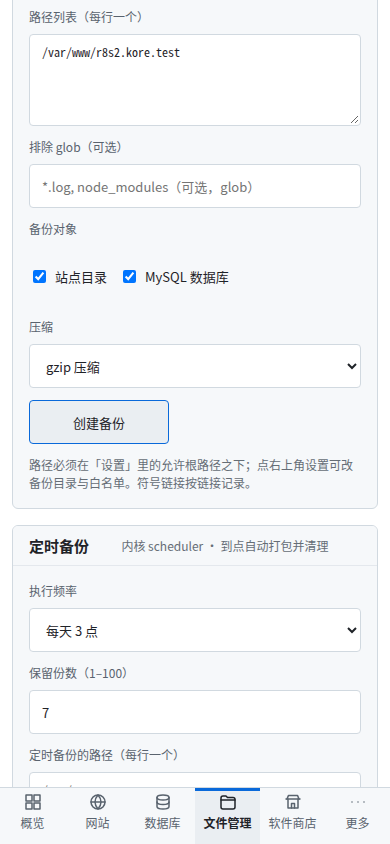 路径列表（每行一个）
/var/www/r8s2.kore.test
排除 glob（可选）
*.log, node_modules（可选，glob）
备份对象
站点目录 MySQL 数据库
压缩
gzip 压缩
创建备份
路径必须在「设置」里的允许根路径之下；点右上角设置可改
备份目录与白名单。符号链接按链接记录。
定时备份 内核 scheduler · 到点自动打包并清理
执行频率
每天 3 点
保留份数（1–100）
7
定时备份的路径（每行一个）
概览 网站 数据库 文件管理 软件商店 更多